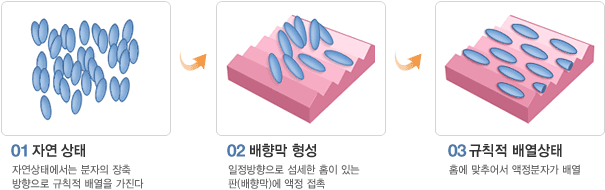 01 자연 상태
자연상태에서는 분자의 장축
방향으로 규칙적 배열을 가진다
02 배향막 형성
일정방향으로 섬세한 홈이 있는
판(배향막)에 액정 접촉
03 규칙적 배열상태
홈에 맞추어서 액정분자가 배열